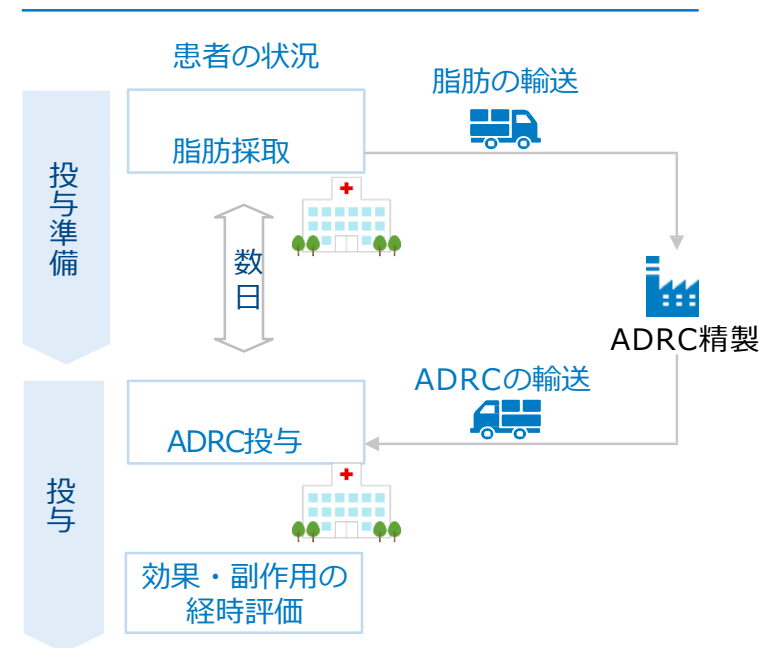 患者の状況
脂肪の輸送
脂肪採取
投与準備
数日
ADRC精製
ADRCの輸送
ADRC投与
投与
効果・副作用の
経時評価